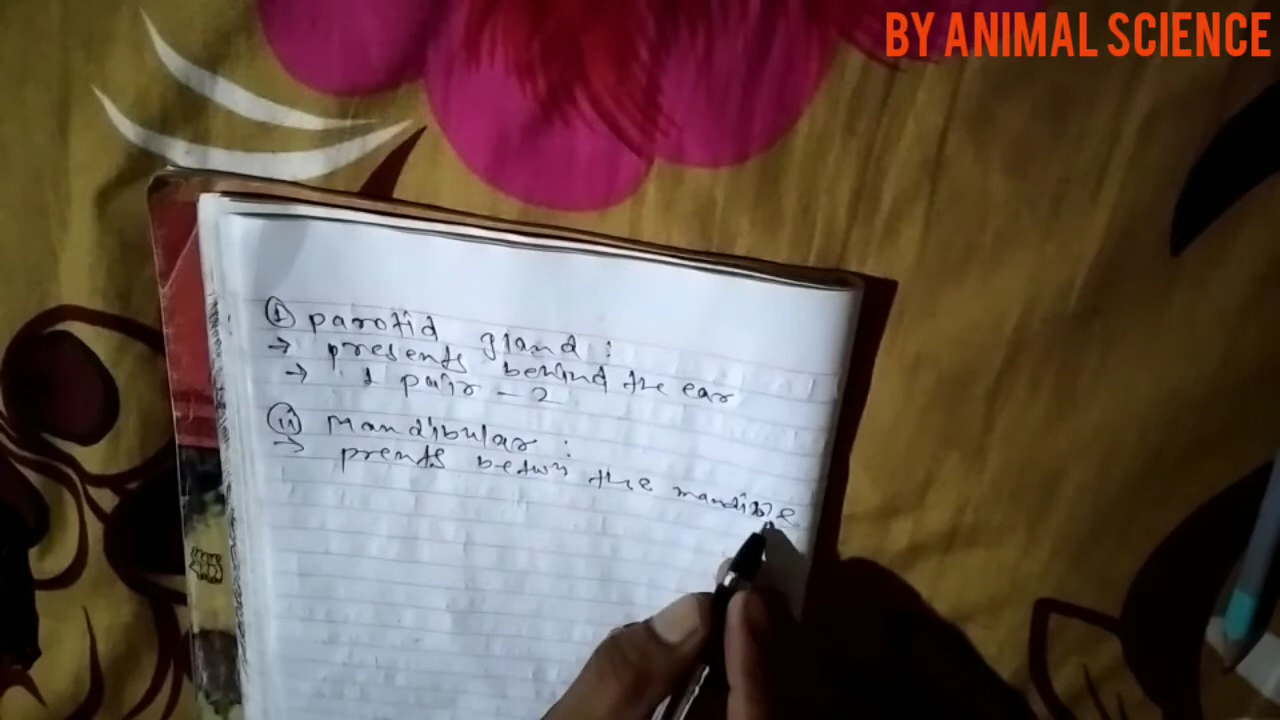 BY ANIMAL SCIENCE
(i) parotid gland :
→ presents behind the ear
→ 1 pair - 2
(ii) Mandibular :
→ prents betwn the mandible